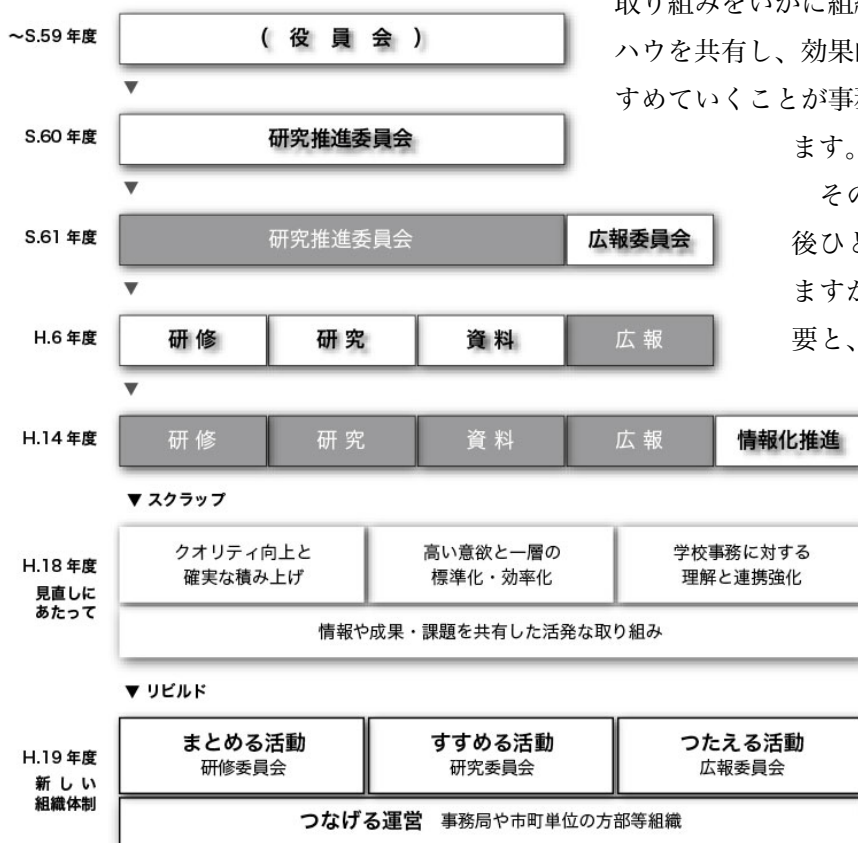 取り組みをいかに組
ハウを共有し、効果
すめていくことが事
ます。
その
後ひと
ますか
要と、
～S.59 年度
( 役 員 会 )
▼
S.60 年度
研究推進委員会
▼
S.61 年度
研究推進委員会 広報委員会
▼
H.6 年度
研 修 研 究 資 料 広 報
▼
H.14 年度
研 修 研 究 資 料 広 報 情報化推進
▼ スクラップ
H.18 年度
見直しに
あたって
クオリティ向上と
確実な積み上げ
高い意欲と一層の
標準化・効率化
学校事務に対する
理解と連携強化
情報や成果・課題を共有した活発な取り組み
▼ リビルド
H.19 年度
新 し い
組織体制
まとめる活動
研修委員会
すすめる活動
研究委員会
つたえる活動
広報委員会
つなげる運営 事務局や市町単位の方部等組織